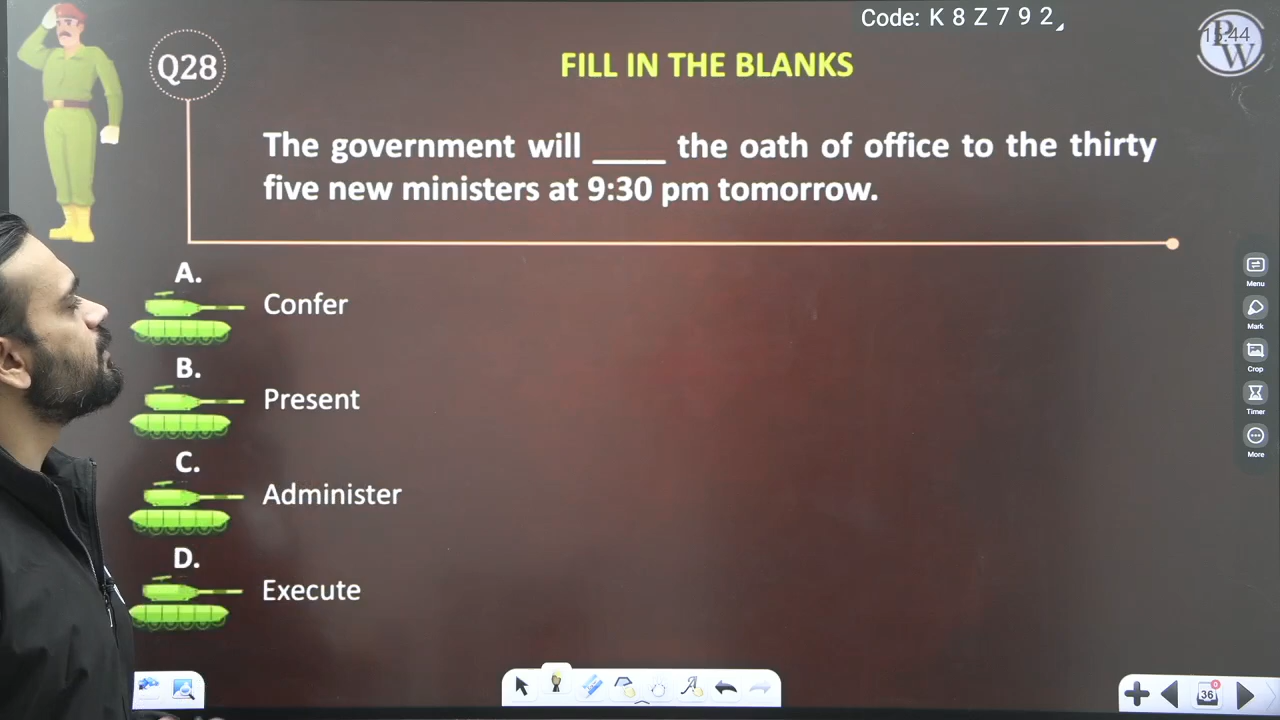 Code: K 8 Z 7 9 2
Q28
FILL IN THE BLANKS
The government will _____ the oath of office to the thirty
five new ministers at 9:30 pm tomorrow.
A.
Confer
B.
Present
C.
Administer
D.
Execute
Menu
Mark
Crop
Timer
More
36